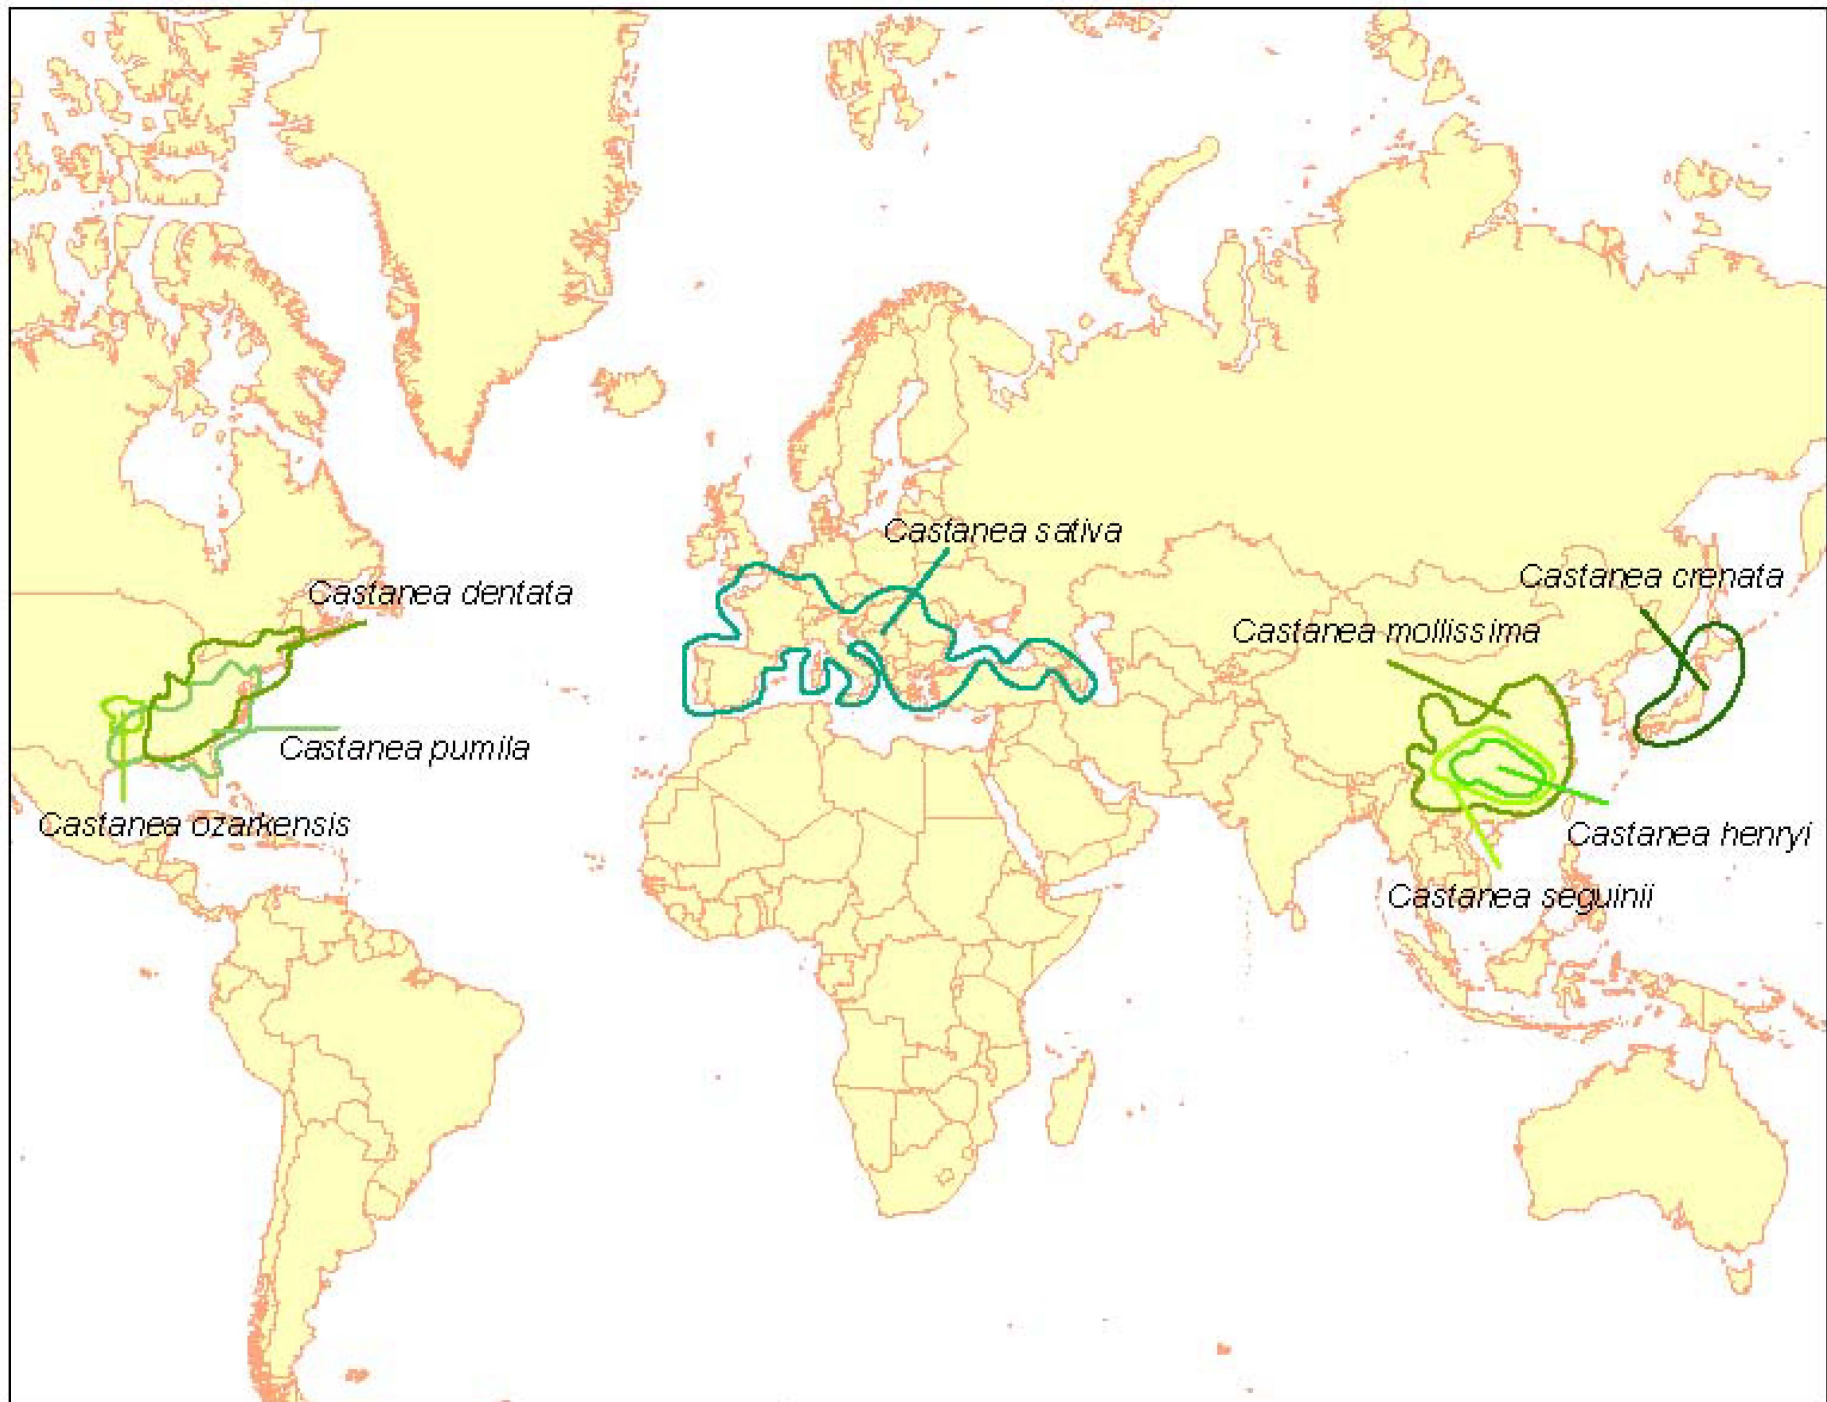 Castanea sativa
Castanea crenata
Castanea dentata
Castanea mollissima
Castanea pumila
Castanea ozarkensis
Castanea henryi
Castanea seguinii